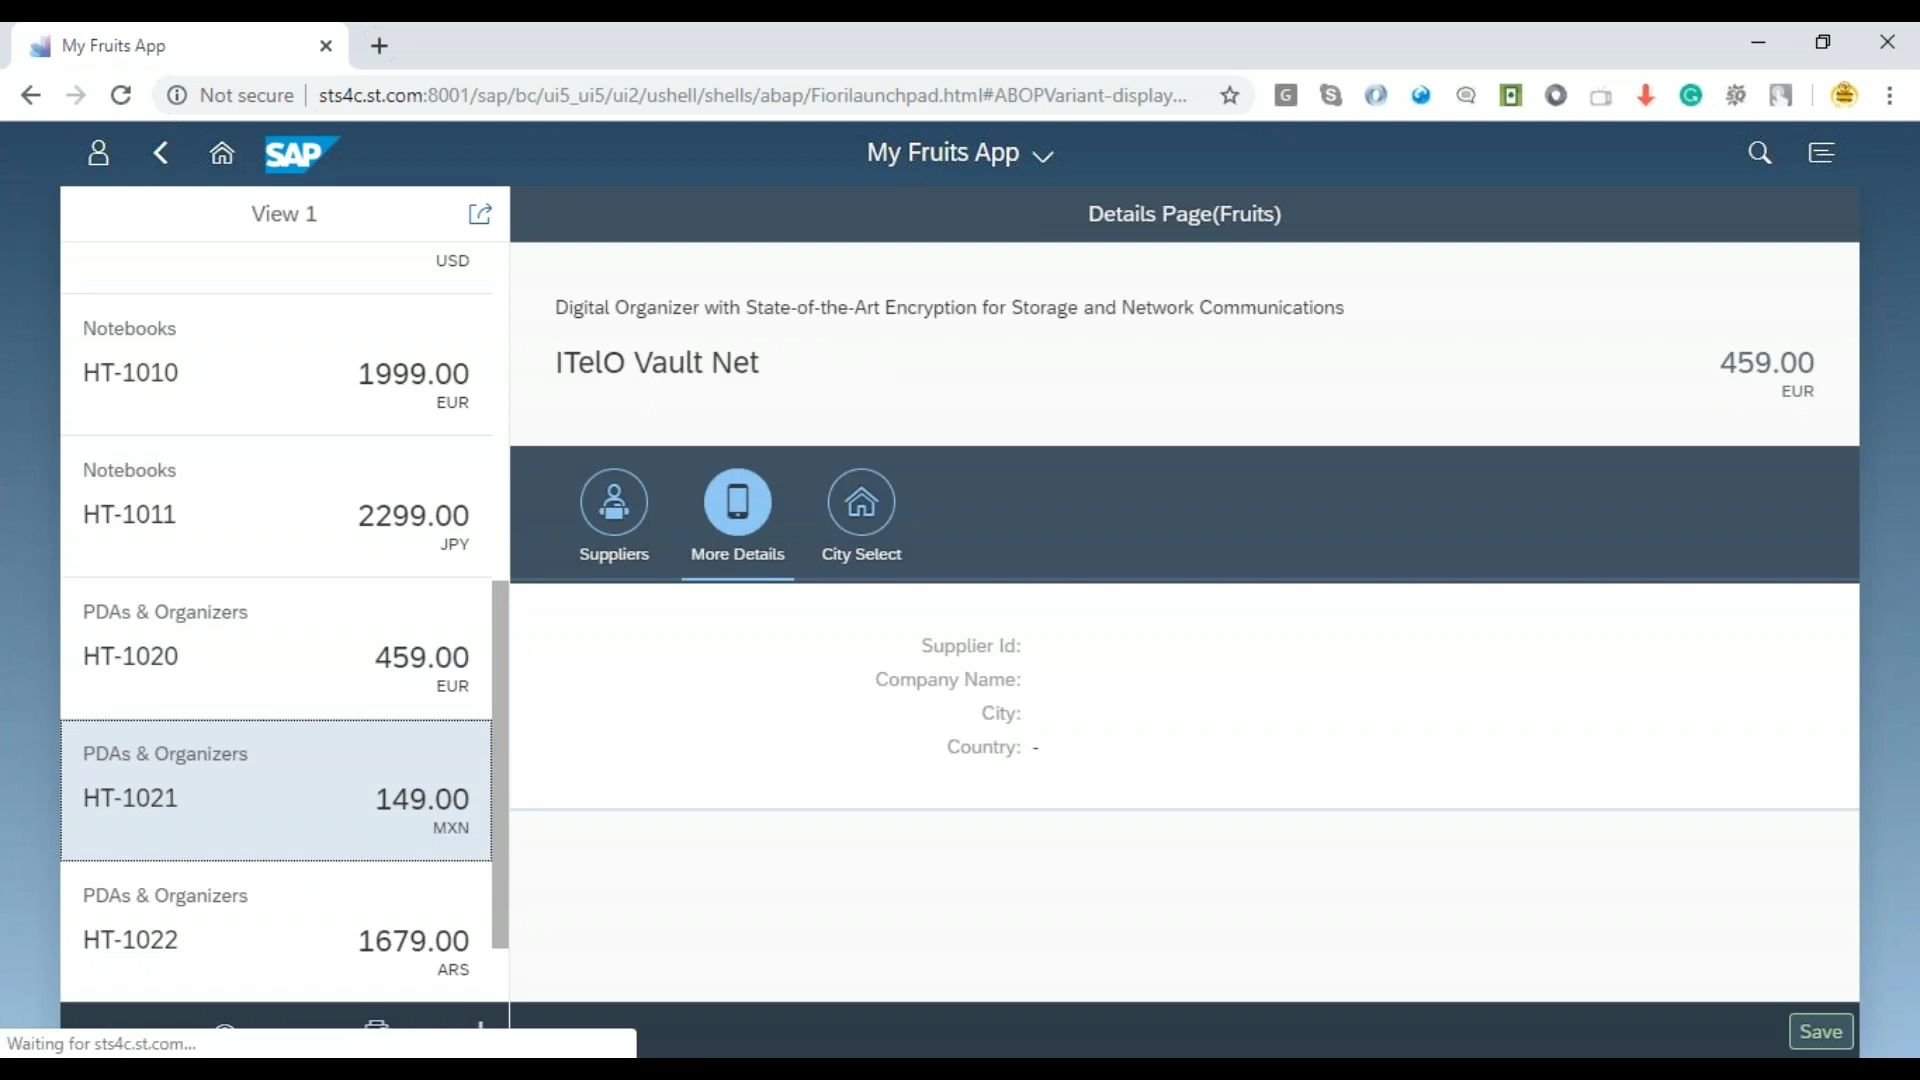 My Fruits App
Not secure
sts4c.st.com:8001/sap/bc/ui5_ui5/ui2/ushell/shells/abap/Fiorilaunchpad.html#ABOPVariant-display...
SAP
My Fruits App
View 1
Details Page(Fruits)
USD
Notebooks
HT-1010
1999.00
EUR
Notebooks
HT-1011
2299.00
JPY
PDAs & Organizers
HT-1020
459.00
EUR
PDAs & Organizers
HT-1021
149.00
MXN
PDAs & Organizers
HT-1022
1679.00
ARS
Digital Organizer with State-of-the-Art Encryption for Storage and Network Communications
ITelO Vault Net
459.00
EUR
Suppliers
More Details
City Select
Supplier Id:
Company Name:
City:
Country: -
Save
Waiting for sts4c.st.com...